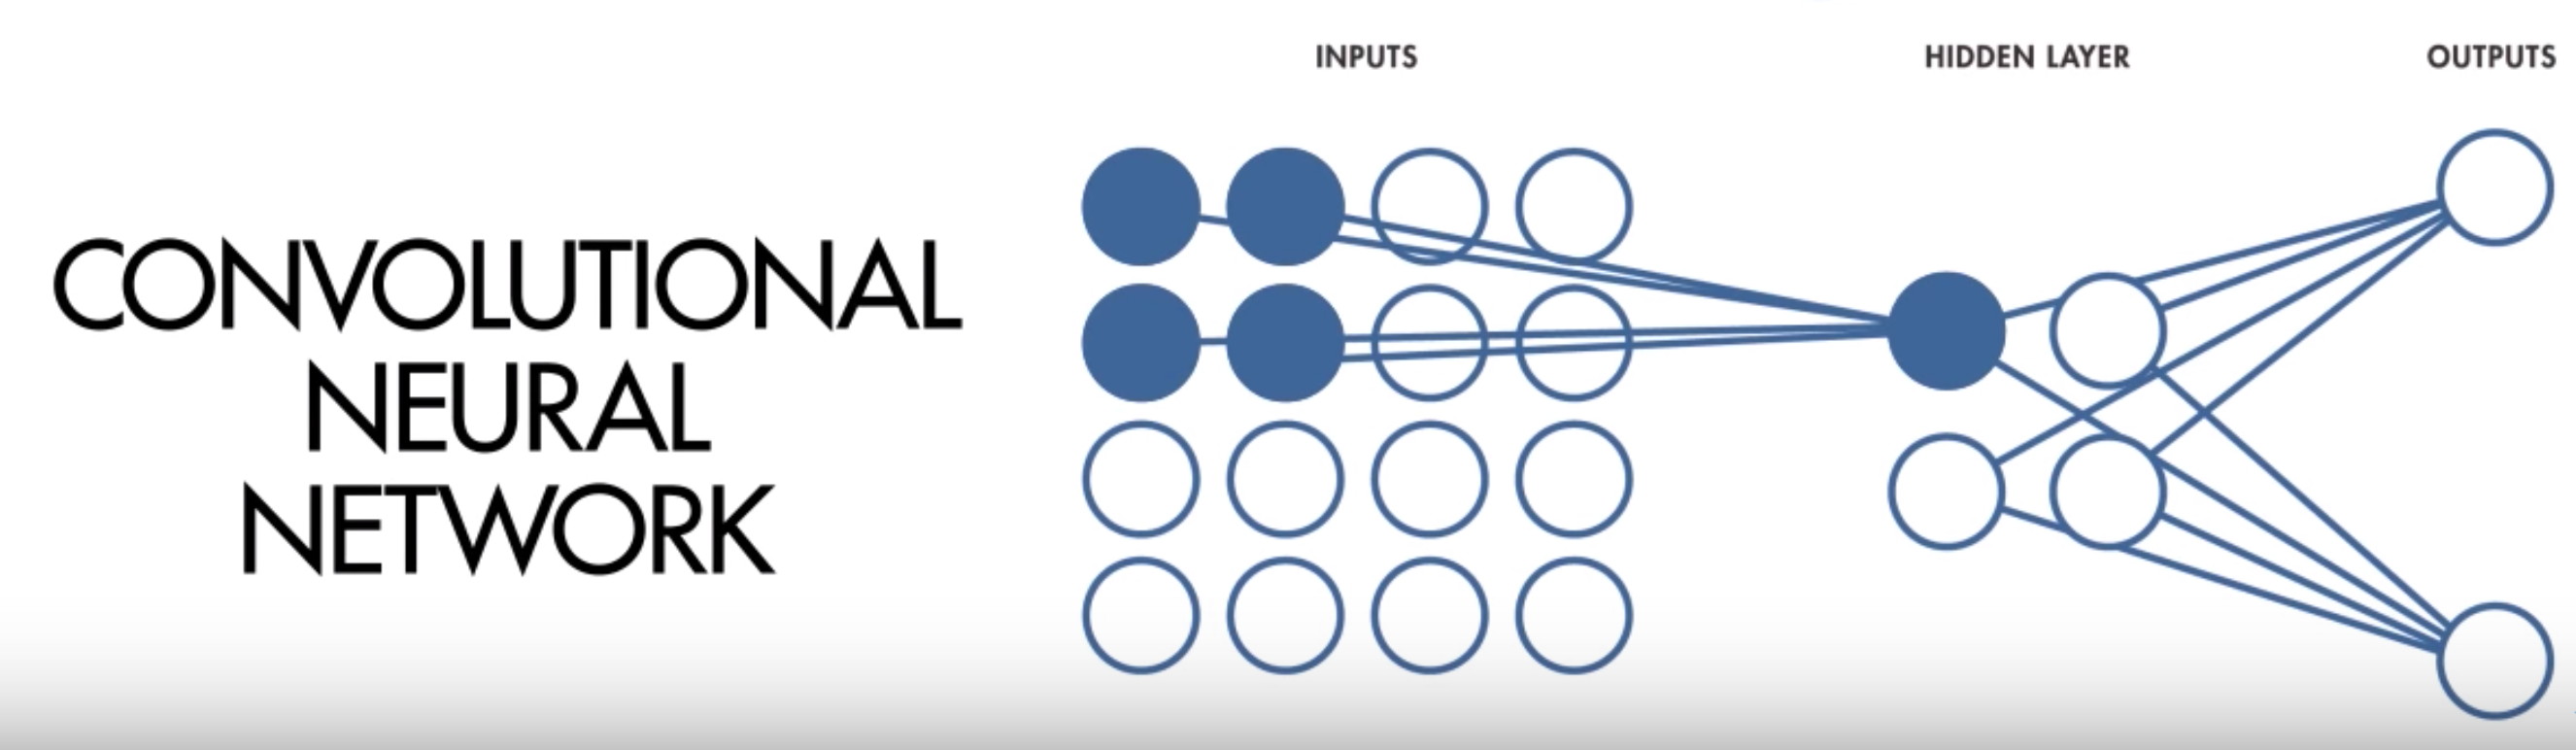 CONVOLUTIONAL
NEURAL
NETWORK
INPUTS
HIDDEN LAYER
OUTPUTS